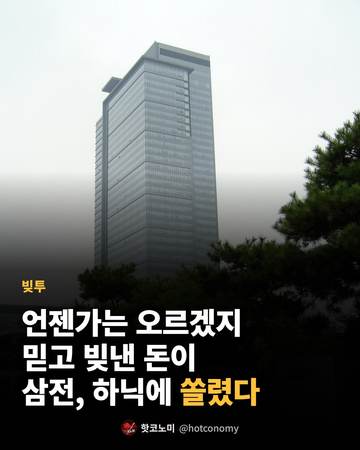 빚투
언젠가는 오르겠지
믿고 빚낸 돈이
삼전, 하닉에 쏠렸다
핫코노미 @hotconomy